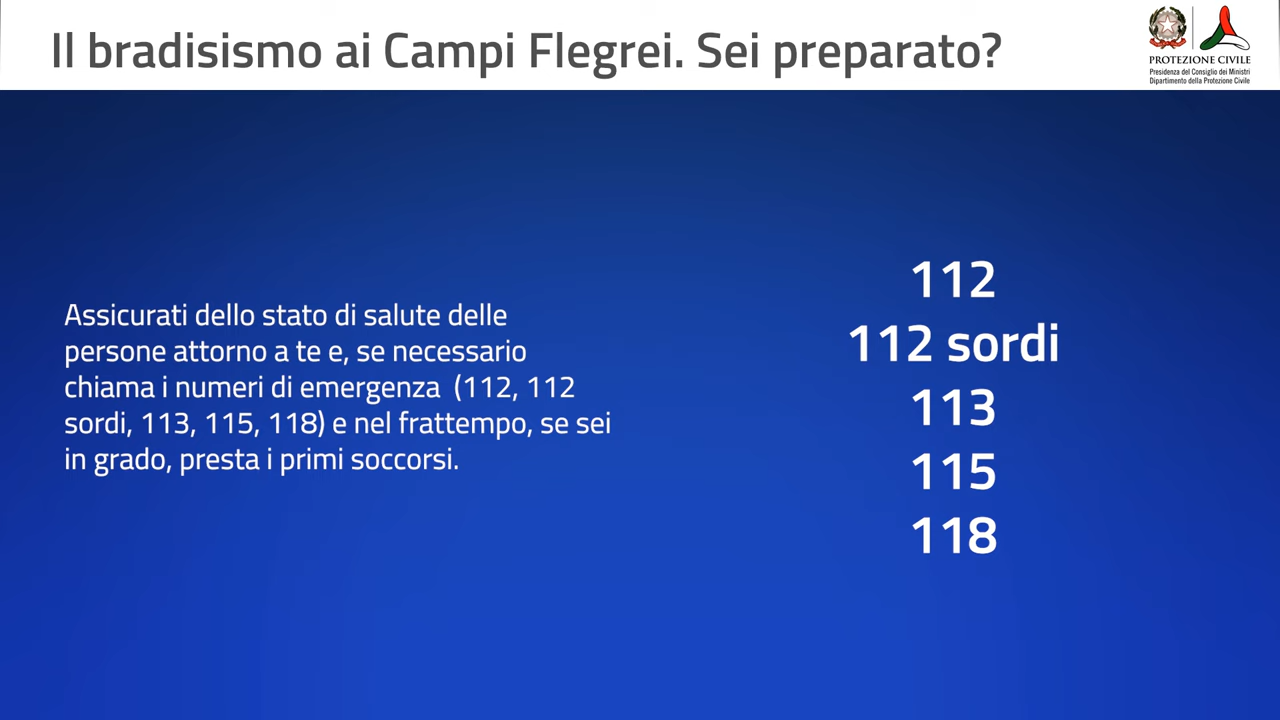 Il bradisismo ai Campi Flegrei. Sei preparato?
PROTEZIONE CIVILE
Presidenza del Consiglio dei Ministri
Dipartimento della Protezione Civile
Assicurati dello stato di salute delle
persone attorno a te e, se necessario
chiama i numeri di emergenza  (112, 112
sordi, 113, 115, 118) e nel frattempo, se sei
in grado, presta i primi soccorsi.
112
112 sordi
113
115
118